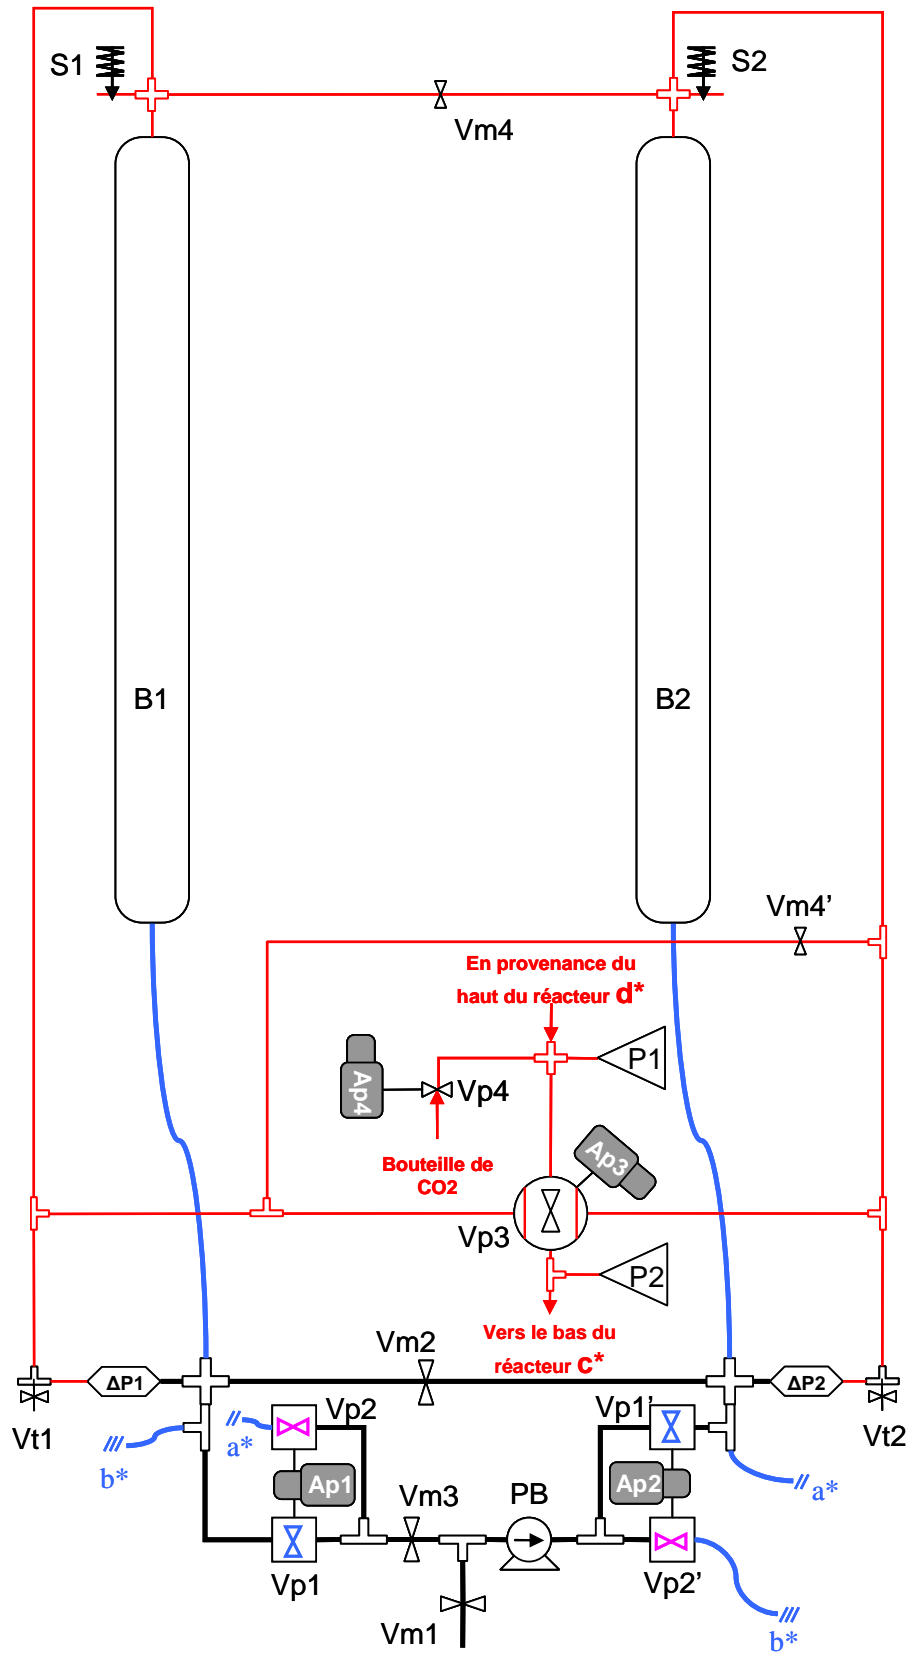 S1
S2
Vm4
B1
B2
Vm4’
En provenance du
haut du réacteur d*
P1
Ap4
Vp4
Ap3
Bouteille de
CO2
Vp3
P2
Vers le bas du
réacteur c*
Vm2
ΔP1
ΔP2
Vt1
Vp2
Vp1’
Vt2
a*
b*
Ap1
Ap2
a*
Vm3
PB
Vp1
Vp2’
Vm1
b*